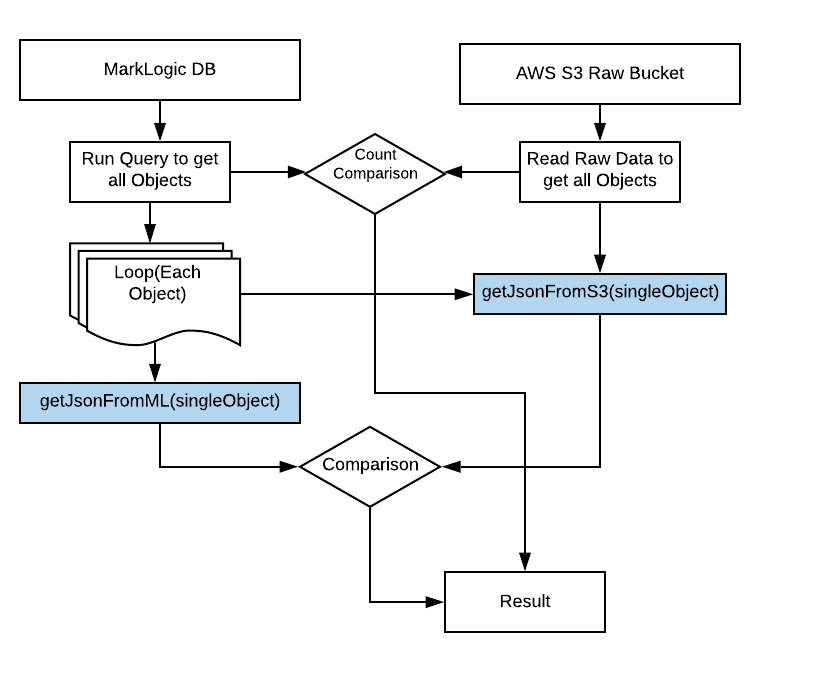 MarkLogic DB
AWS S3 Raw Bucket
Run Query to get
all Objects
Count
Comparison
Read Raw Data to
get all Objects
Loop(Each
Object)
getJsonFromS3(singleObject)
getJsonFromML(singleObject)
Comparison
Result